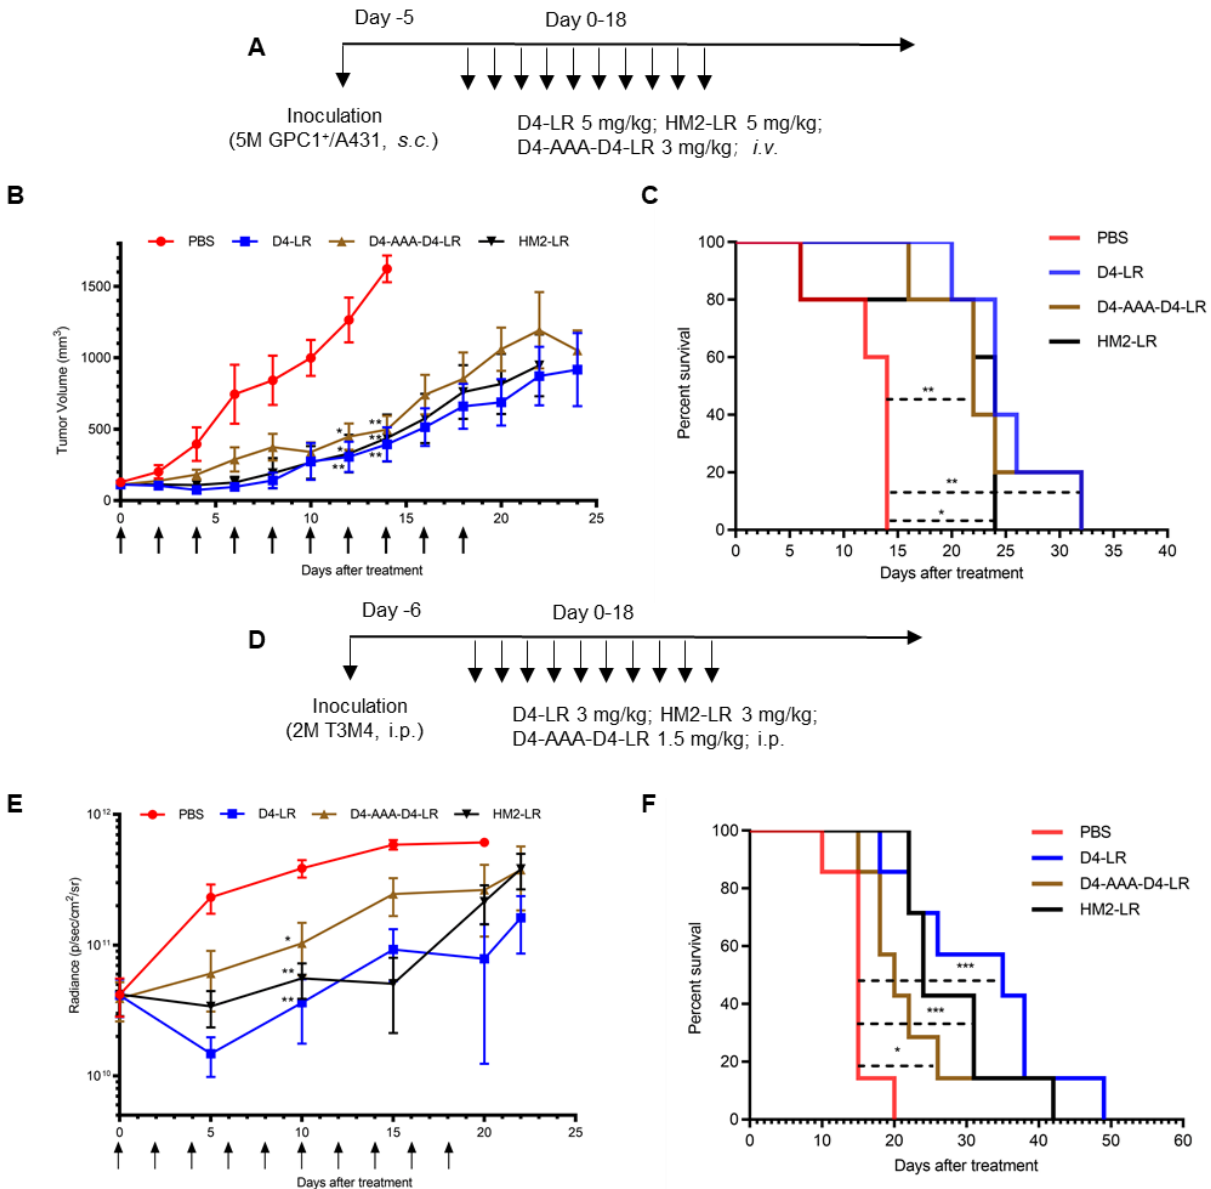 Day -5
Day 0-18
A
Inoculation
(5M GPC1+/A431, s.c.)
D4-LR 5 mg/kg; HM2-LR 5 mg/kg;
D4-AAA-D4-LR 3 mg/kg; i.v.
B
PBS D4-LR D4-AAA-D4-LR HM2-LR
Tumor Volume (mm3)
1500
1000
500
0
* ** * ** ** **
0 5 10 15 20 25
Days after treatment
C
PBS
D4-LR
D4-AAA-D4-LR
HM2-LR
Percent survival
100
80
60
40
20
0
**
**
*
0 5 10 15 20 25 30 35 40
Days after treatment
Day -6
Day 0-18
D
Inoculation
(2M T3M4, i.p.)
D4-LR 3 mg/kg; HM2-LR 3 mg/kg;
D4-AAA-D4-LR 1.5 mg/kg; i.p.
E
PBS D4-LR D4-AAA-D4-LR HM2-LR
Radiance (p/sec/cm2/sr)
10^12
10^11
10^10
*
**
**
0 5 10 15 20 25
Days after treatment
F
PBS
D4-LR
D4-AAA-D4-LR
HM2-LR
Percent survival
100
80
60
40
20
0
***
***
*
0 10 20 30 40 50 60
Days after treatment